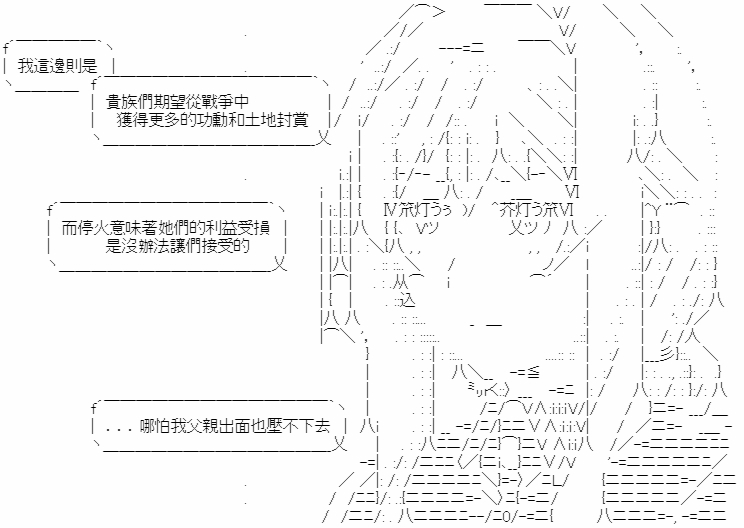 我這邊則是
貴族們期望從戰爭中
獲得更多的功勳和土地封賞
而停火意味著她們的利益受損
是沒辦法讓們接受的
...哪怕我父親出面也壓不下去